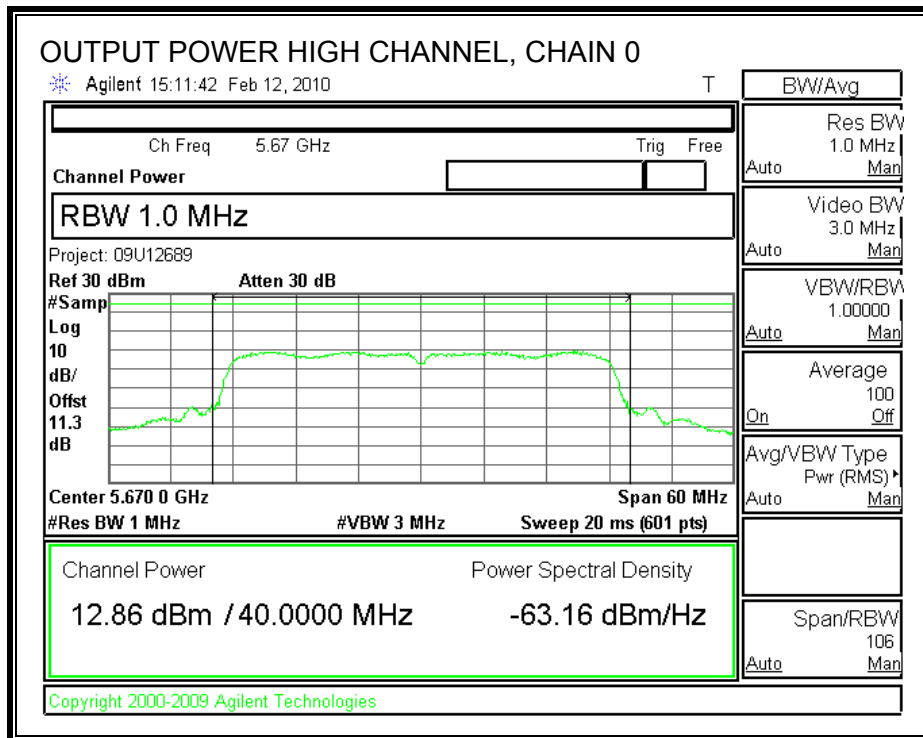 OUTPUT POWER HIGH CHANNEL, CHAIN 0
Agilent 15:11:42 Feb 12, 2010 T
Ch Freq 5.67 GHz Trig Free
Channel Power
RBW 1.0 MHz
Project: 09U12689
Ref 30 dBm Atten 30 dB
#Samp
Log
10
dB/
Offst
11.3
dB
Center 5.670 0 GHz Span 60 MHz
#Res BW 1 MHz #VBW 3 MHz Sweep 20 ms (601 pts)
Channel Power Power Spectral Density
12.86 dBm / 40.0000 MHz -63.16 dBm/Hz
Copyright 2000-2009 Agilent Technologies
BW/Avg
Res BW
1.0 MHz
Auto Man
Video BW
3.0 MHz
Auto Man
VBW/RBW
1.00000
Auto Man
Average
100
On Off
Avg/VBW Type
Pwr (RMS)
Auto Man
Span/RBW
106
Auto Man